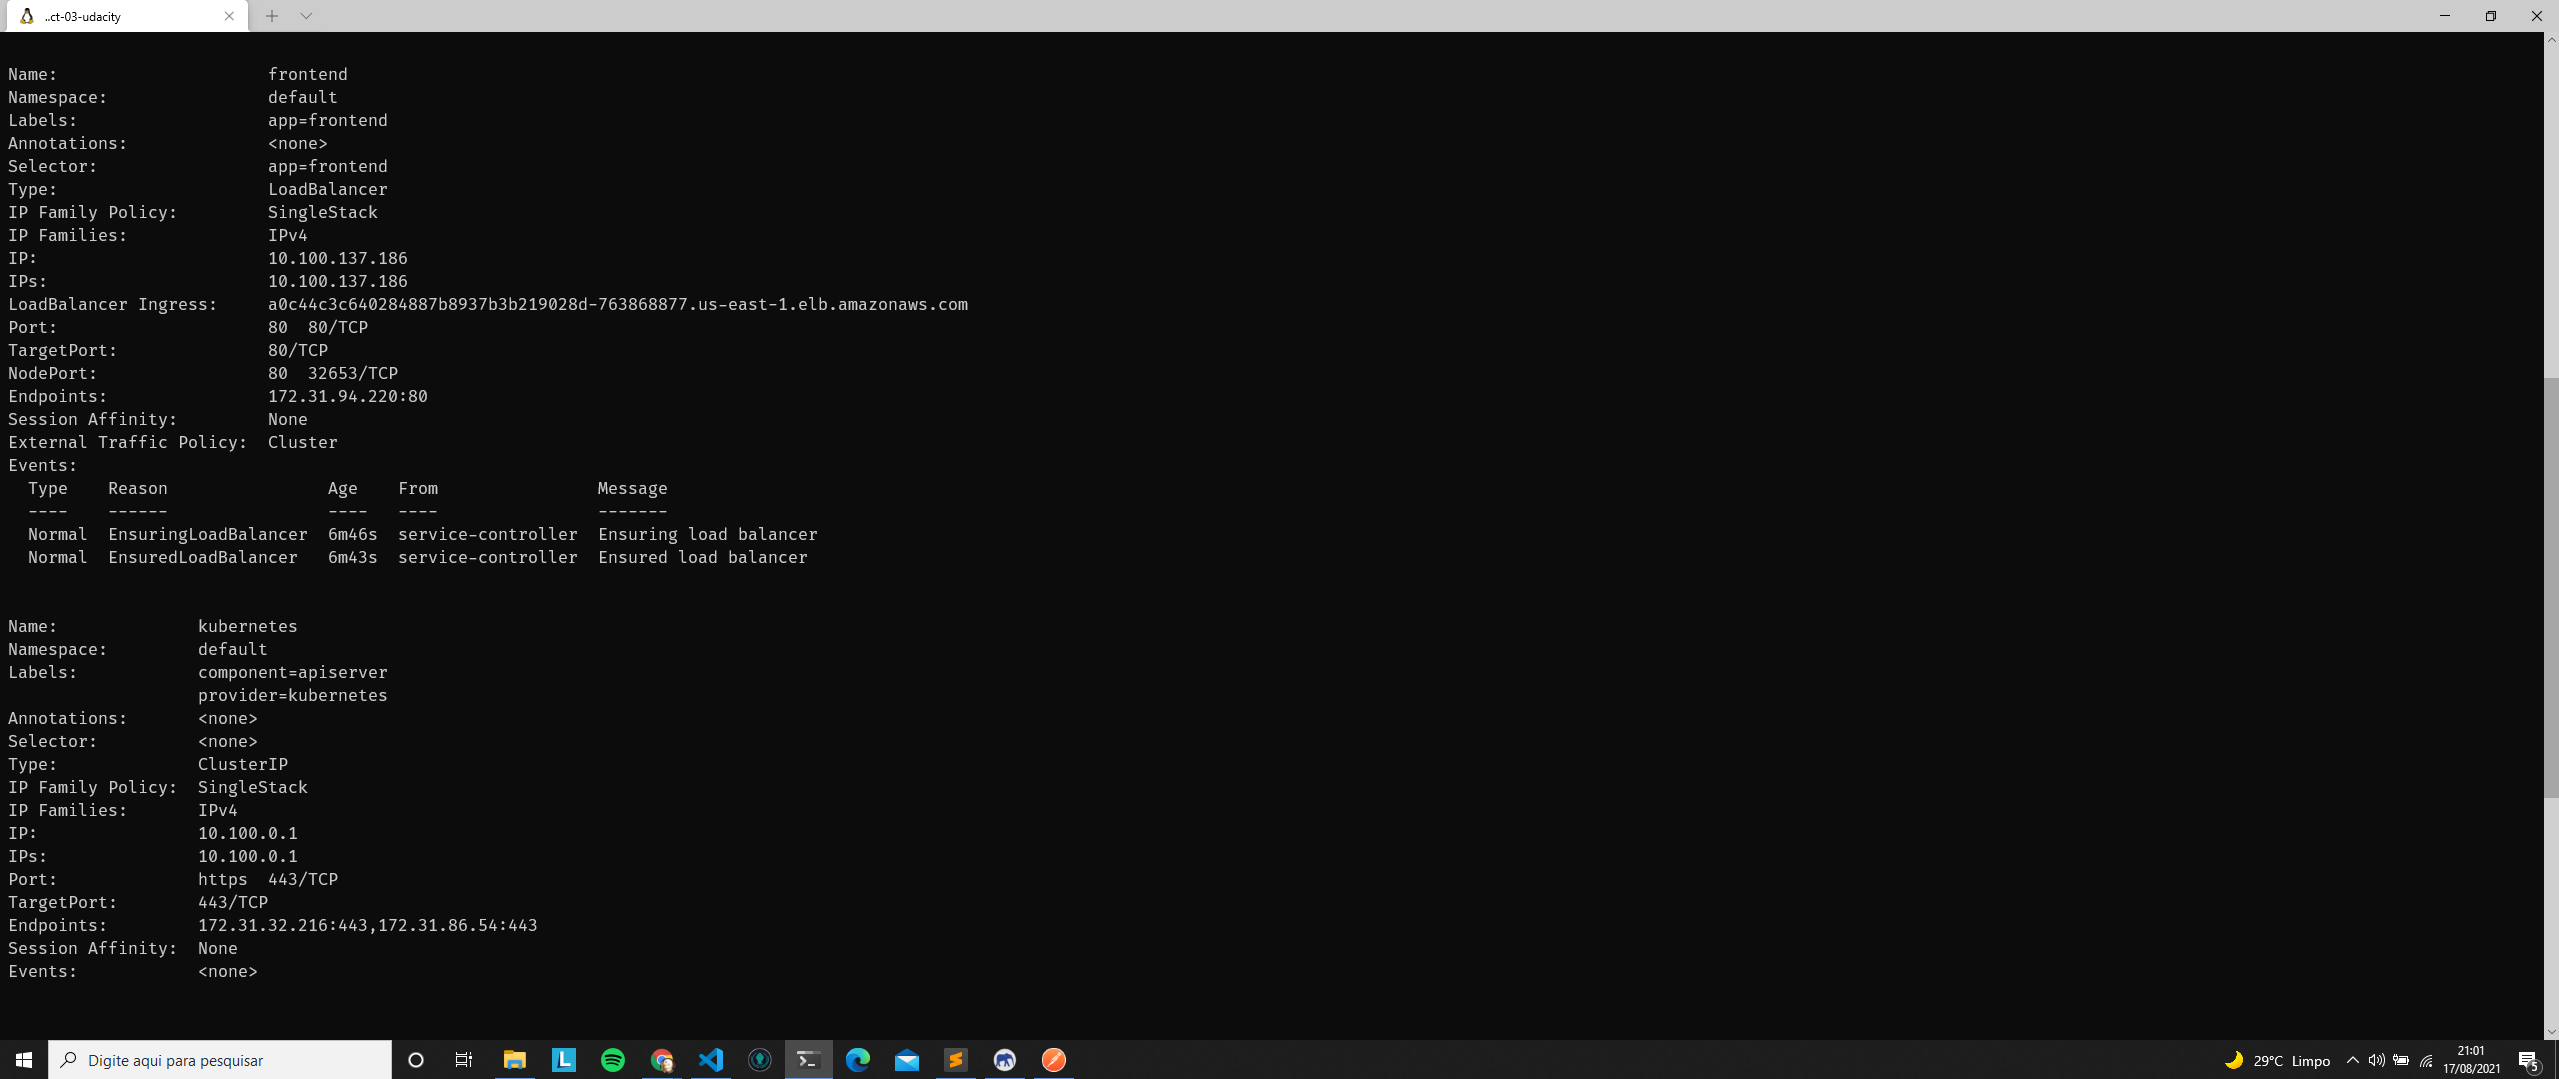 ..ct-03-udacity
Name:                     frontend
Namespace:                default
Labels:                   app=frontend
Annotations:              <none>
Selector:                 app=frontend
Type:                     LoadBalancer
IP Family Policy:         SingleStack
IP Families:              IPv4
IP:                       10.100.137.186
IPs:                      10.100.137.186
LoadBalancer Ingress:     a0c44c3c640284887b8937b3b219028d-763868877.us-east-1.elb.amazonaws.com
Port:                     80  80/TCP
TargetPort:               80/TCP
NodePort:                 80  32653/TCP
Endpoints:                172.31.94.220:80
Session Affinity:         None
External Traffic Policy:  Cluster
Events:
  Type    Reason                Age    From                Message
  ----    ------                ----   ----                -------
  Normal  EnsuringLoadBalancer  6m46s  service-controller  Ensuring load balancer
  Normal  EnsuredLoadBalancer   6m43s  service-controller  Ensured load balancer
Name:              kubernetes
Namespace:         default
Labels:            component=apiserver
                   provider=kubernetes
Annotations:       <none>
Selector:          <none>
Type:              ClusterIP
IP Family Policy:  SingleStack
IP Families:       IPv4
IP:                10.100.0.1
IPs:               10.100.0.1
Port:              https  443/TCP
TargetPort:        443/TCP
Endpoints:         172.31.32.216:443,172.31.86.54:443
Session Affinity:  None
Events:            <none>
Digite aqui para pesquisar
L
29°C  Limpo
21:01
17/08/2021
5